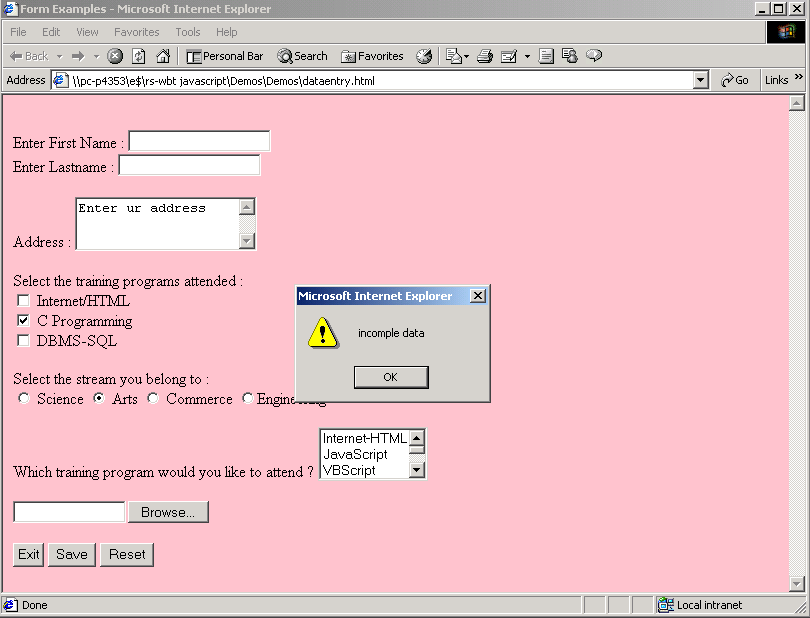 Form Examples - Microsoft Internet Explorer
File Edit View Favorites Tools Help
Back Personal Bar Search Favorites
Address \\pc-p4353\e$\rs-wbt javascript\Demos\Demos\dataentry.html Go Links »
Enter First Name :
Enter Lastname :
Enter ur address
Address :
Select the training programs attended :
Internet/HTML
C Programming
DBMS-SQL
Microsoft Internet Explorer
incomple data
OK
Select the stream you belong to :
Science Arts Commerce Engineering
Internet-HTML
JavaScript
VBScript
Which training program would you like to attend ?
Browse...
Exit Save Reset
Done Local intranet